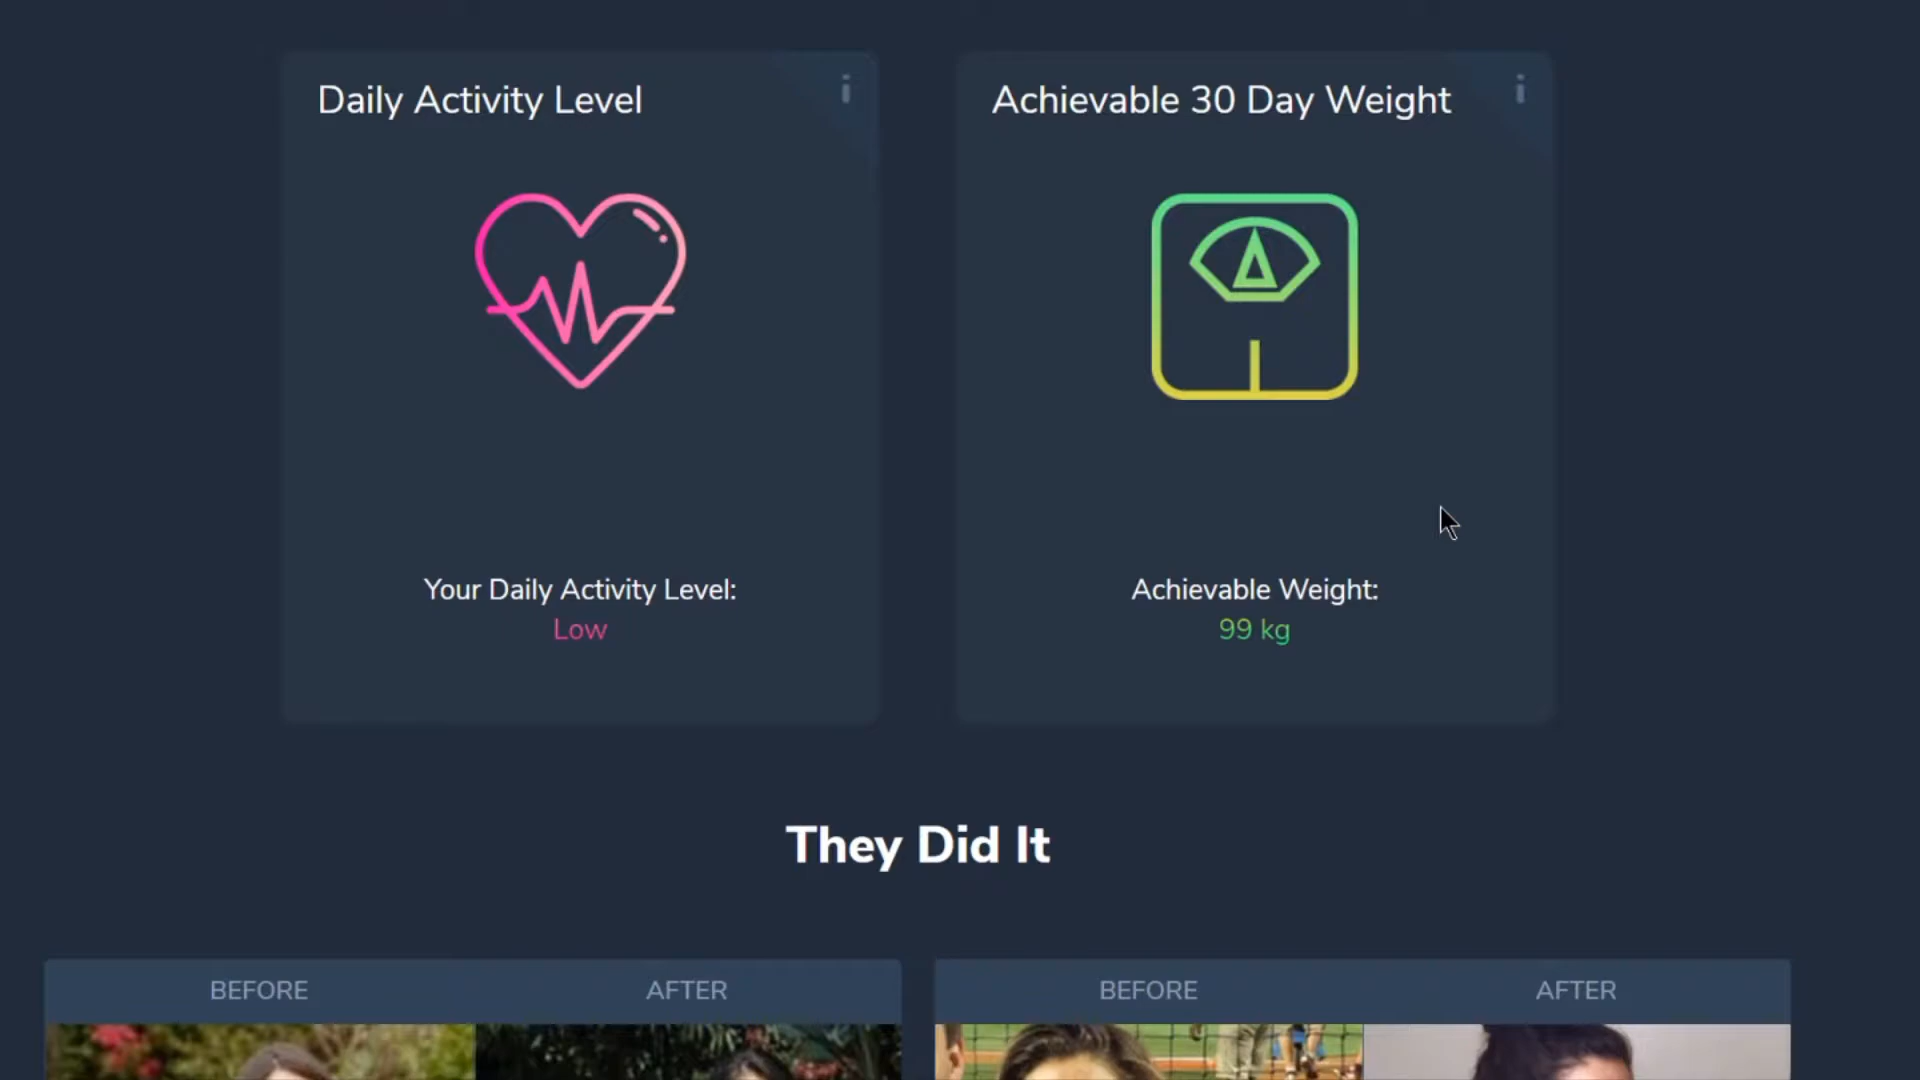 Daily Activity Level
Achievable 30 Day Weight
Your Daily Activity Level:
Low
Achievable Weight:
99 kg
They Did It
BEFORE
AFTER
BEFORE
AFTER